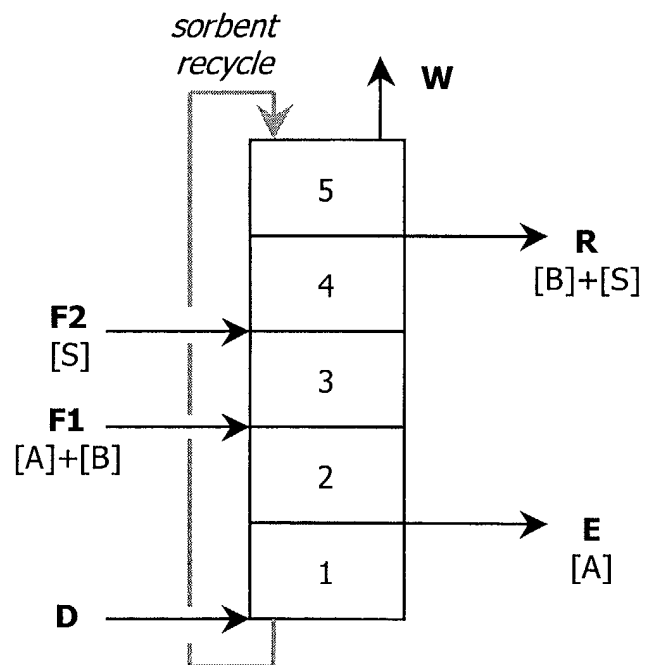 sorbent
recycle
W
5
R
[B]+[S]
4
F2
[S]
3
F1
[A]+[B]
2
E
[A]
1
D